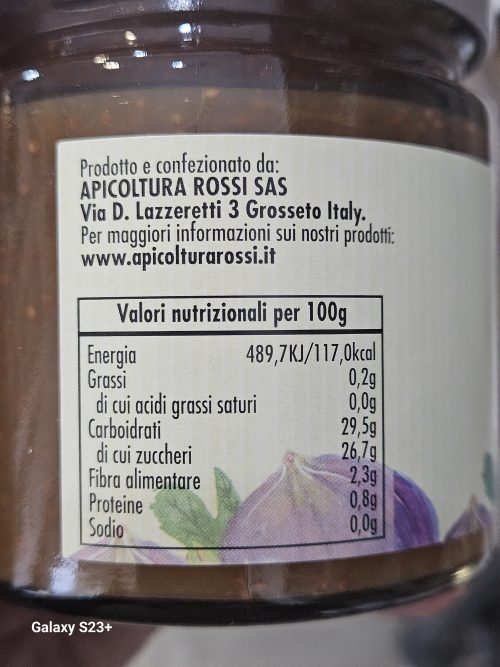 Prodotto e confezionato da:
APICOLTURA ROSSI SAS
Via D. Lazzeretti 3 Grosseto Italy.
Per maggiori informazioni sui nostri prodotti:
www.apicolturarossi.it
Valori nutrizionali per 100g
Energia 489,7KJ/117,0kcal
Grassi 0,2g
di cui acidi grassi saturi 0,0g
Carboidrati 29,5g
di cui zuccheri 26,7g
Fibra alimentare 2,3g
Proteine 0,8g
Sodio 0,0g
Galaxy S23+